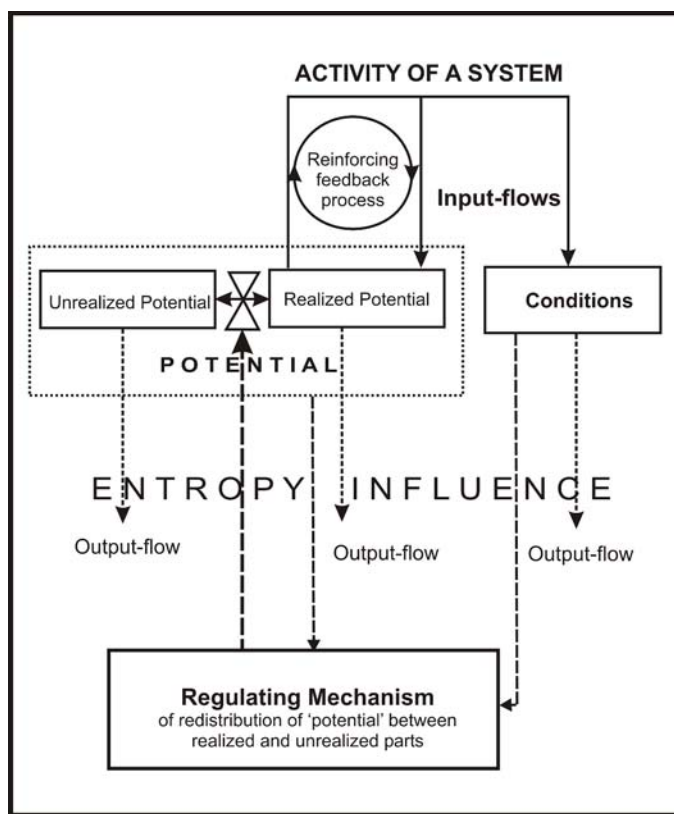 ACTIVITY OF A SYSTEM
Reinforcing
feedback
process
Input-flows
Unrealized Potential
Realized Potential
Conditions
POTENTIAL
ENTROPY INFLUENCE
Output-flow
Output-flow
Output-flow
Regulating Mechanism
of redistribution of ‘potential’ between
realized and unrealized parts